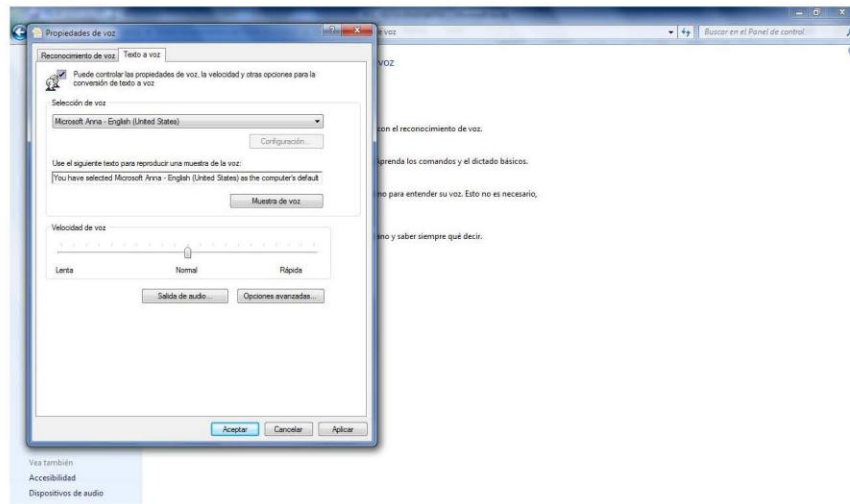 Propiedades de voz
e voz
Buscar en el Panel de control
Reconocimiento de voz
Texto a voz
voz
Puede controlar las propiedades de voz, la velocidad y otras opciones para la
conversión de texto a voz
Selección de voz
Microsoft Anna - English (United States)
con el reconocimiento de voz.
Configuración...
Use el siguiente texto para reproducir una muestra de la voz:
prenda los comandos y el dictado básicos.
You have selected Microsoft Anna - English (United States) as the computer's default
Muestra de voz
mo para entender su voz. Esto no es necesario,
Velocidad de voz
ano y saber siempre qué decir.
Lenta
Normal
Rápida
Salida de audio...
Opciones avanzadas...
Aceptar
Cancelar
Aplicar
Vea también
Accesibilidad
Dispositivos de audio